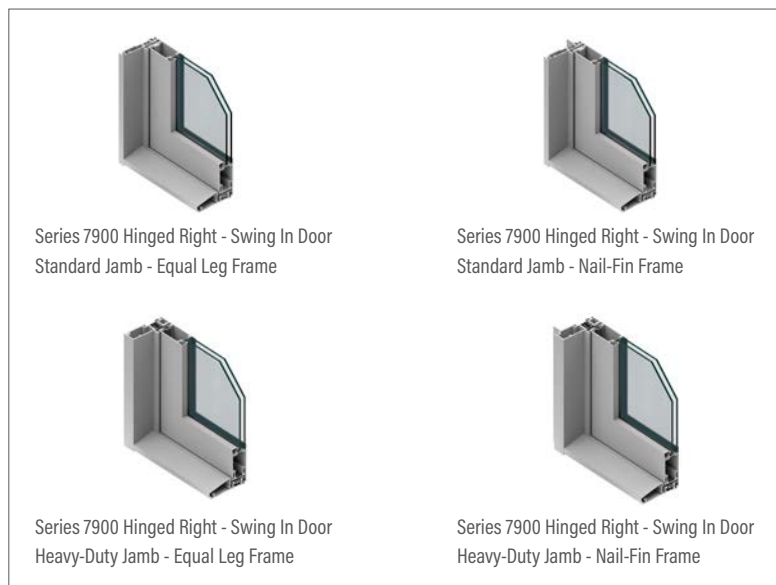 Series 7900 Hinged Right - Swing In Door
Standard Jamb - Equal Leg Frame
Series 7900 Hinged Right - Swing In Door
Standard Jamb - Nail-Fin Frame
Series 7900 Hinged Right - Swing In Door
Heavy-Duty Jamb - Equal Leg Frame
Series 7900 Hinged Right - Swing In Door
Heavy-Duty Jamb - Nail-Fin Frame